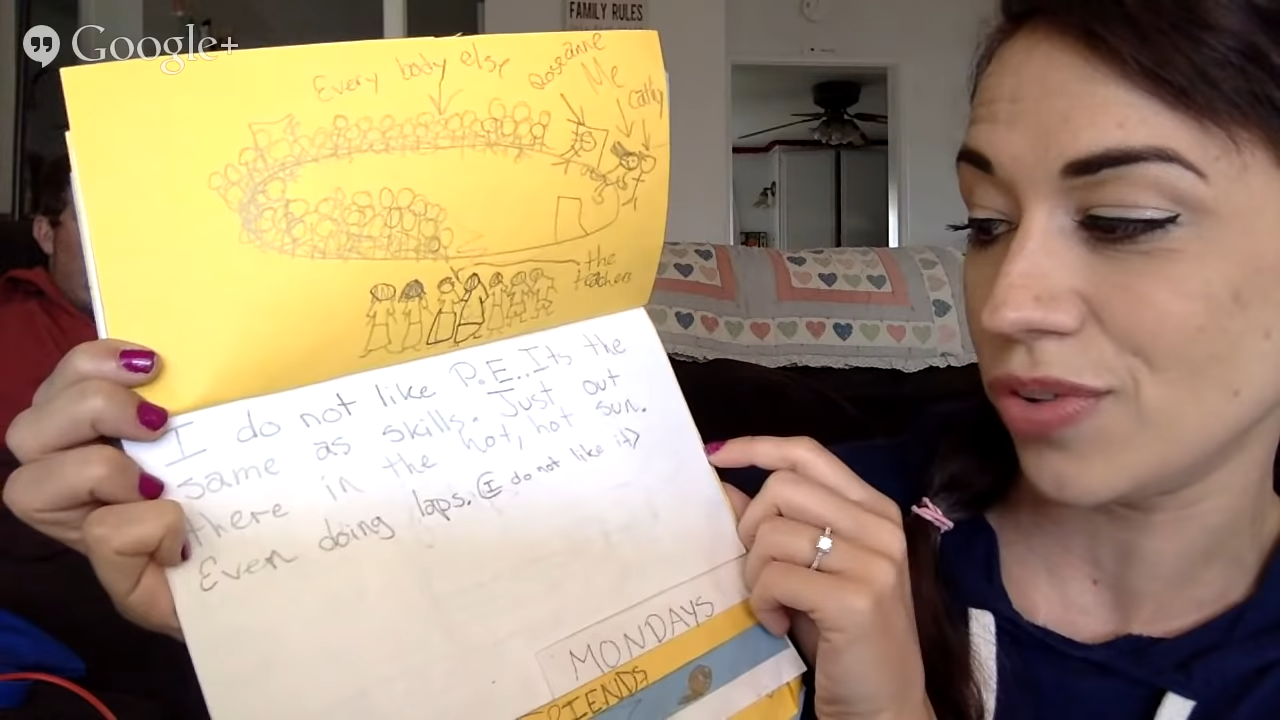 Google+
FAMILY RULES
Every body else
Roseanne
Me
Cathy
the
teachers
I do not like P.E.. Its the
same as skills. Just out
there in the hot, hot sun.
Even doing laps. (I do not like it)
MONDAYS
FRIENDS